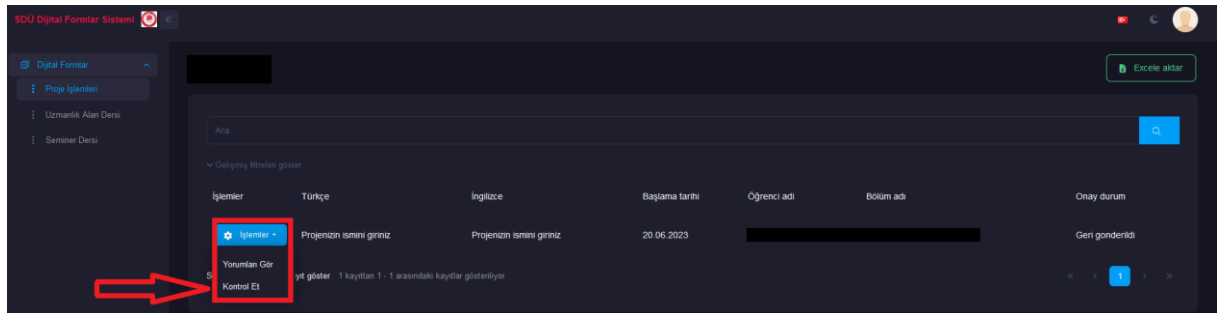 SDÜ Dijital Formlar Sistemi
Dijital Formlar
Proje İşlemleri
Uzmanlık Alan Dersi
Seminer Dersi
Excele aktar
Ara...
Gelişmiş filtreleri göster
İşlemler Türkçe İngilizce Başlama tarihi Öğrenci adi Bölüm adı Onay durum
İşlemler Projenizin ismini giriniz Projenizin ismini giriniz 20.06.2023 Geri gonderildi
Yorumları Gör
göster 1 kayıttan 1 - 1 arasındaki kayıtlar gösteriliyor « ‹ 1 › »
Kontrol Et